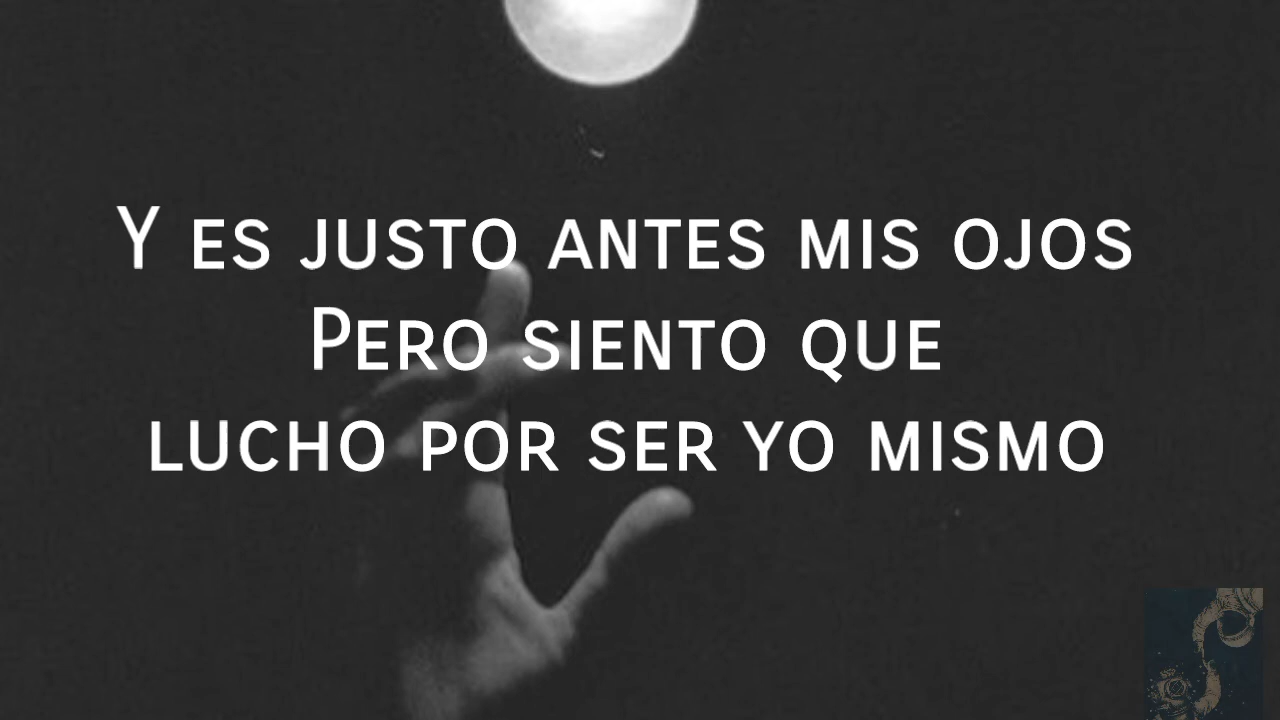 Y ES JUSTO ANTES MIS OJOS
PERO SIENTO QUE
LUCHO POR SER YO MISMO